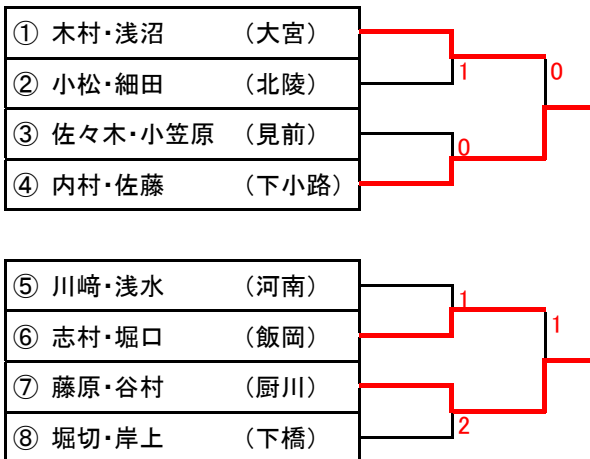 ① 木村・浅沼 (大宮)
1
0
② 小松・細田 (北陵)
③ 佐々木・小笠原 (見前)
0
④ 内村・佐藤 (下小路)
⑤ 川﨑・浅水 (河南)
1
⑥ 志村・堀口 (飯岡)
1
⑦ 藤原・谷村 (厨川)
⑧ 堀切・岸上 (下橋)
2